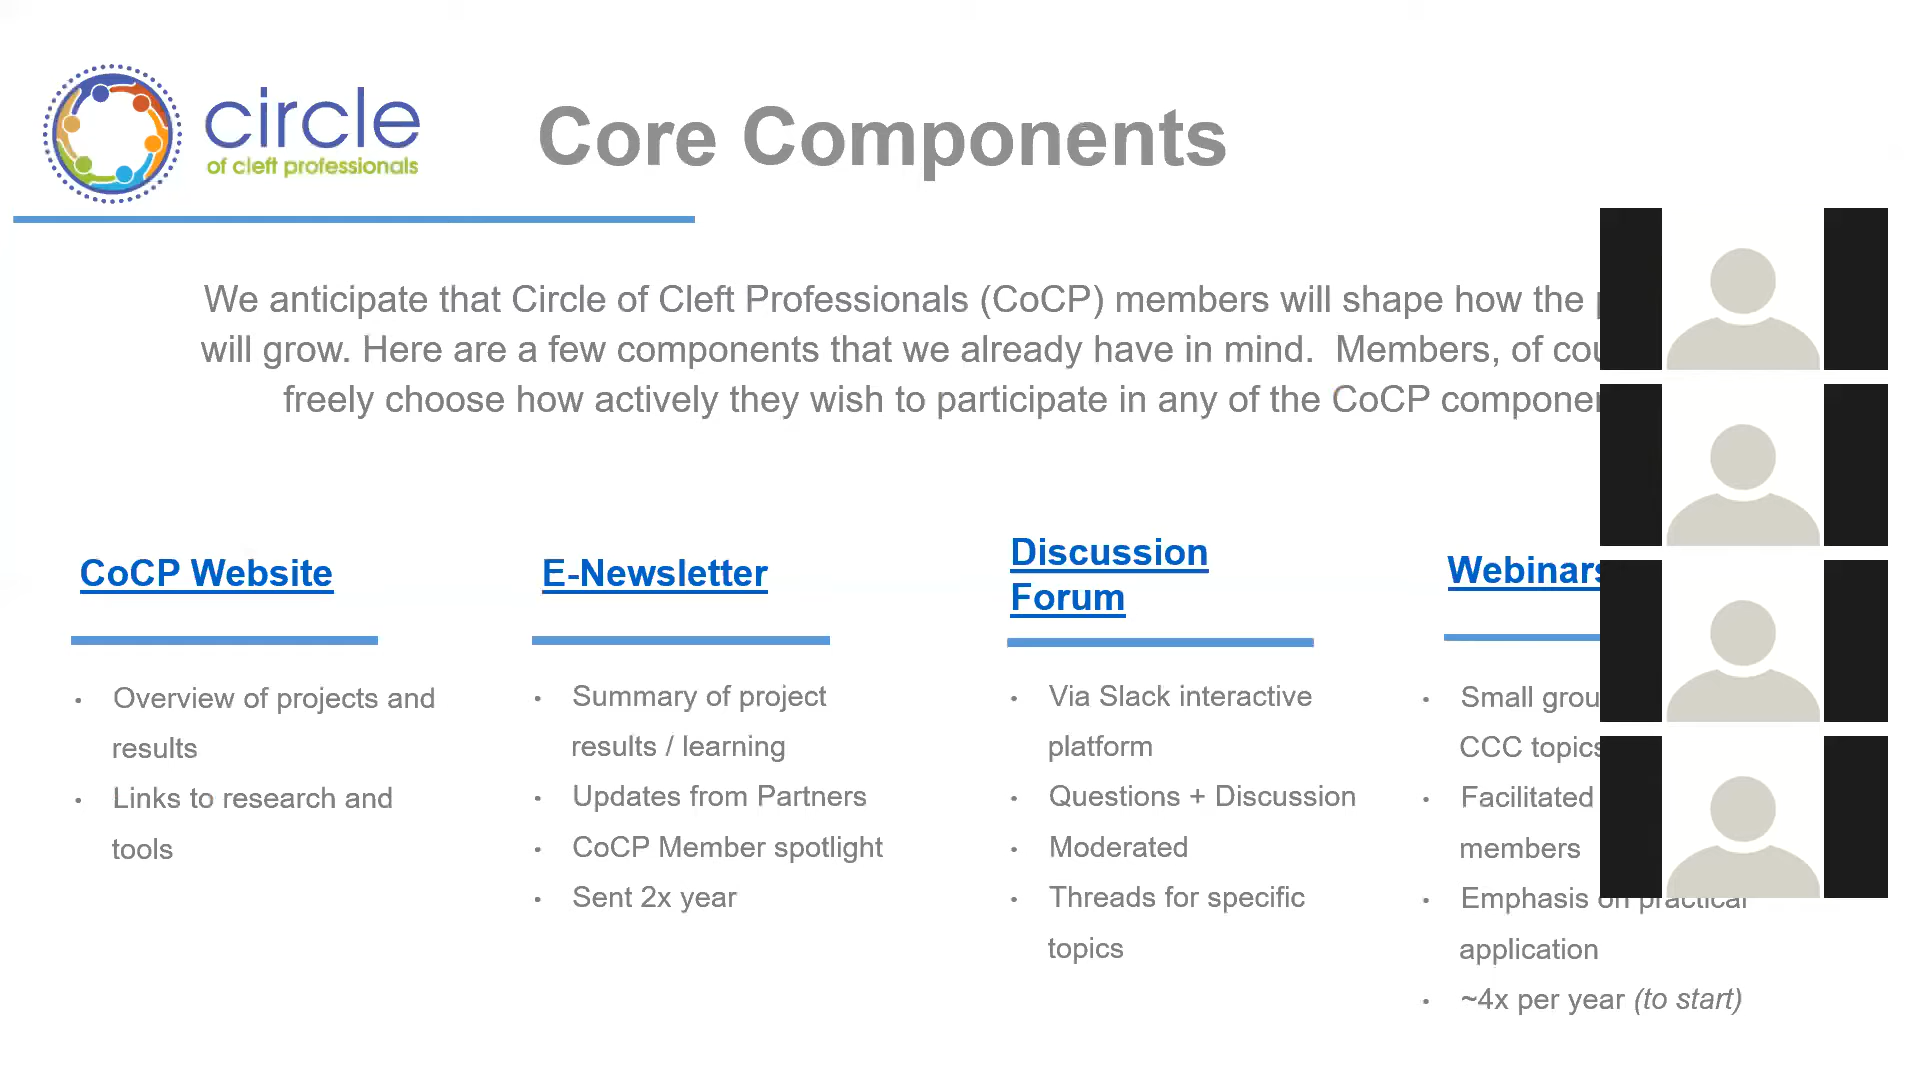 circle
of cleft professionals
Core Components
We anticipate that Circle of Cleft Professionals (CoCP) members will shape how the
will grow. Here are a few components that we already have in mind.  Members, of
freely choose how actively they wish to participate in any of the CoCP
CoCP Website
• Overview of projects and
results
• Links to research and
tools
E-Newsletter
• Summary of project
results / learning
• Updates from Partners
• CoCP Member spotlight
• Sent 2x year
Discussion
Forum
• Via Slack interactive
platform
• Questions + Discussion
• Moderated
• Threads for specific
topics
Webinars
• Small
CCC topics
• Facilitated
members
• Emphasis on practical
application
• ~4x per year (to start)